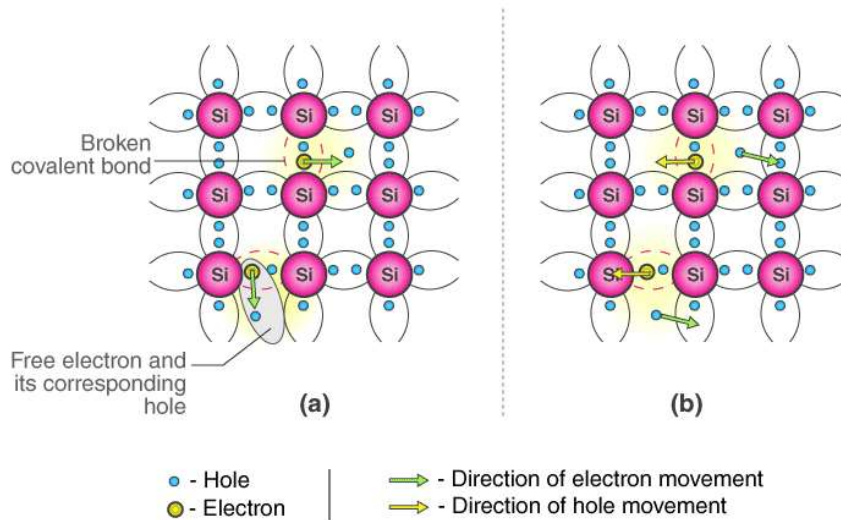 Si Si Si
Broken
covalent bond
Si Si Si
Si Si Si
Free electron and
its corresponding
hole
(a)
Si Si Si
Si Si Si
Si Si Si
(b)
- Hole
- Electron
- Direction of electron movement
- Direction of hole movement